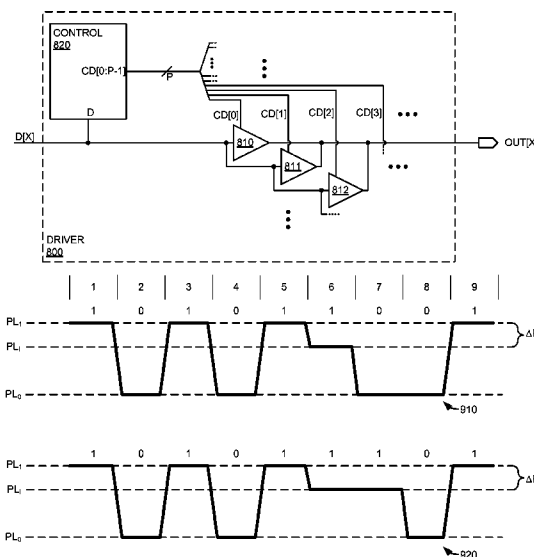 CONTROL
820
CD[0:P-1]
P
D
CD[0]
CD[1]
CD[2]
CD[3]
D[X]
810
811
812
OUT[X
DRIVER
800
1 2 3 4 5 6 7 8 9
1 0 1 0 1 1 0 0 1
PL₁
PLᵢ
PL₀
910
1 0 1 0 1 1 1 0 1
PL₁
PLᵢ
PL₀
920